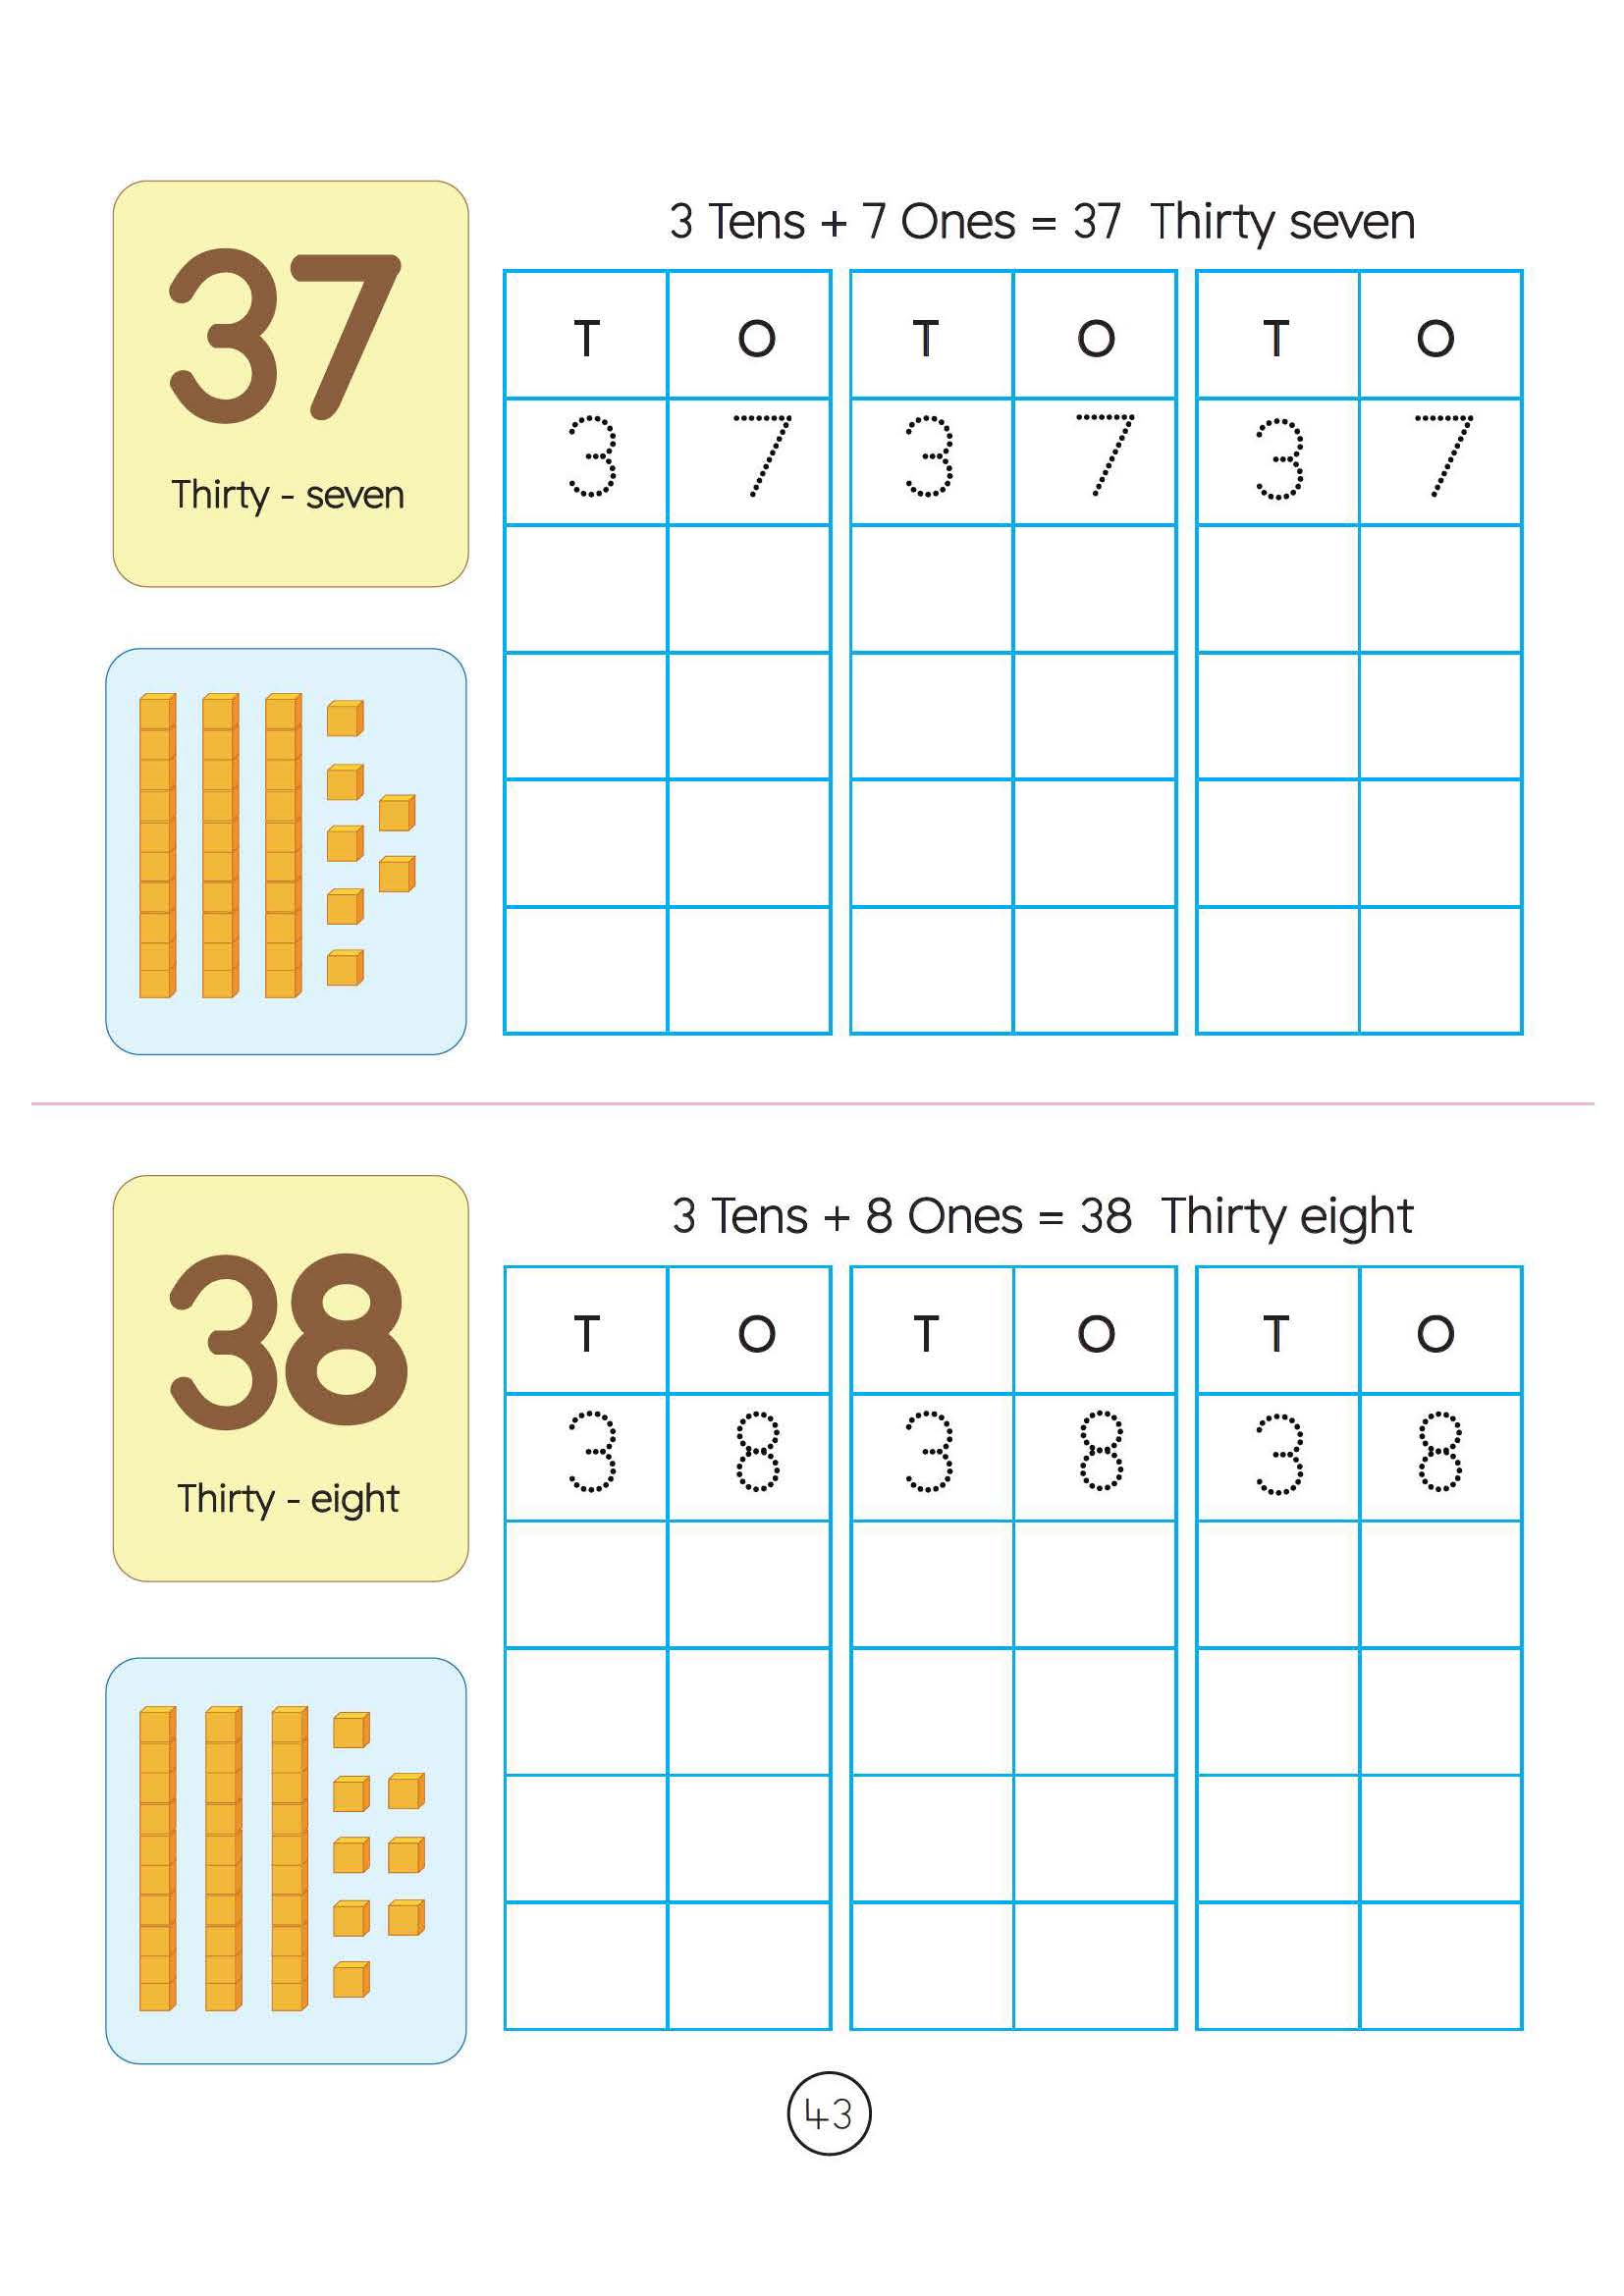 37
Thirty - seven
3 Tens + 7 Ones = 37 Thirty seven
T O T O T O
3 7 3 7 3 7
38
Thirty - eight
3 Tens + 8 Ones = 38 Thirty eight
T O T O T O
3 8 3 8 3 8
43